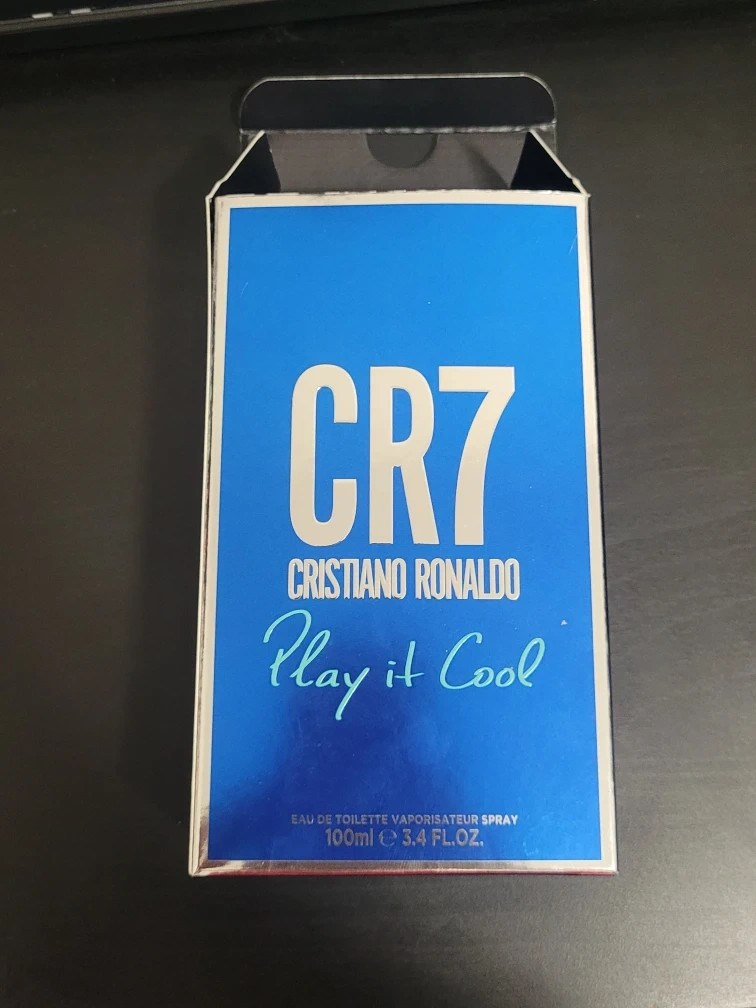 CR7
CRISTIANO RONALDO
Play it Cool
EAU DE TOILETTE VAPORISATEUR SPRAY
100ml ℮ 3.4 FL.OZ.